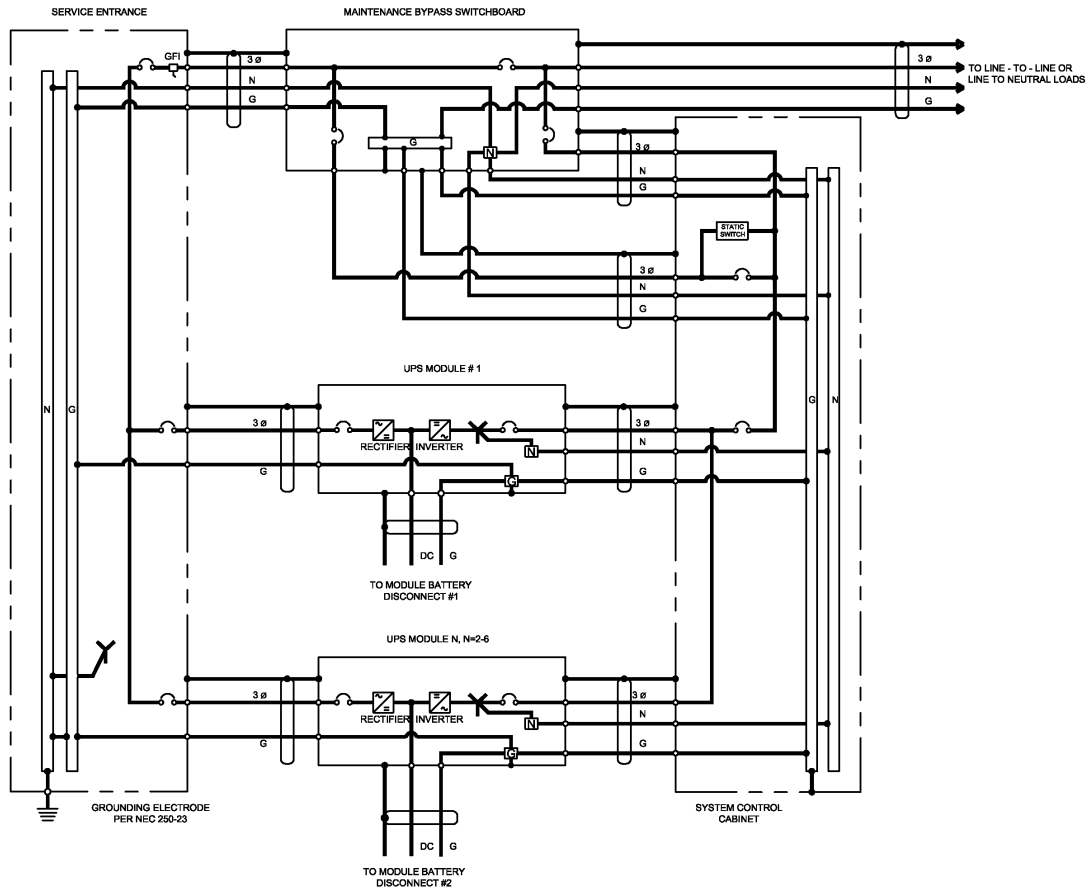 SERVICE ENTRANCE
MAINTENANCE BYPASS SWITCHBOARD
GFI
3 ø
N
G
3 ø
N
G
TO LINE - TO - LINE OR
LINE TO NEUTRAL LOADS
G
N
3 ø
N
G
STATIC
SWITCH
3 ø
N
G
UPS MODULE # 1
N
G
G
N
3 ø
RECTIFIER
INVERTER
N
3 ø
N
G
G
G
DC
G
TO MODULE BATTERY
DISCONNECT #1
UPS MODULE N, N=2-6
3 ø
RECTIFIER
INVERTER
N
3 ø
N
G
G
G
DC
G
TO MODULE BATTERY
DISCONNECT #2
GROUNDING ELECTRODE
PER NEC 250-23
SYSTEM CONTROL
CABINET